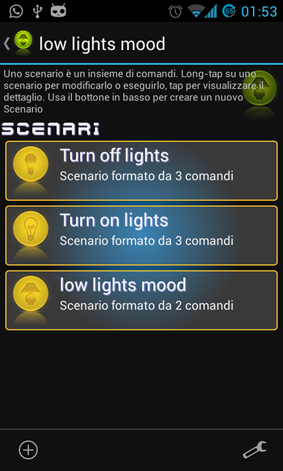 01:53
low lights mood
Uno scenario è un insieme di comandi. Long-tap su uno
scenario per modificarlo o eseguirlo, tap per visualizzare il
dettaglio. Usa il bottone in basso per creare un nuovo
Scenario
SCENARI
Turn off lights
Scenario formato da 3 comandi
Turn on lights
Scenario formato da 3 comandi
low lights mood
Scenario formato da 2 comandi